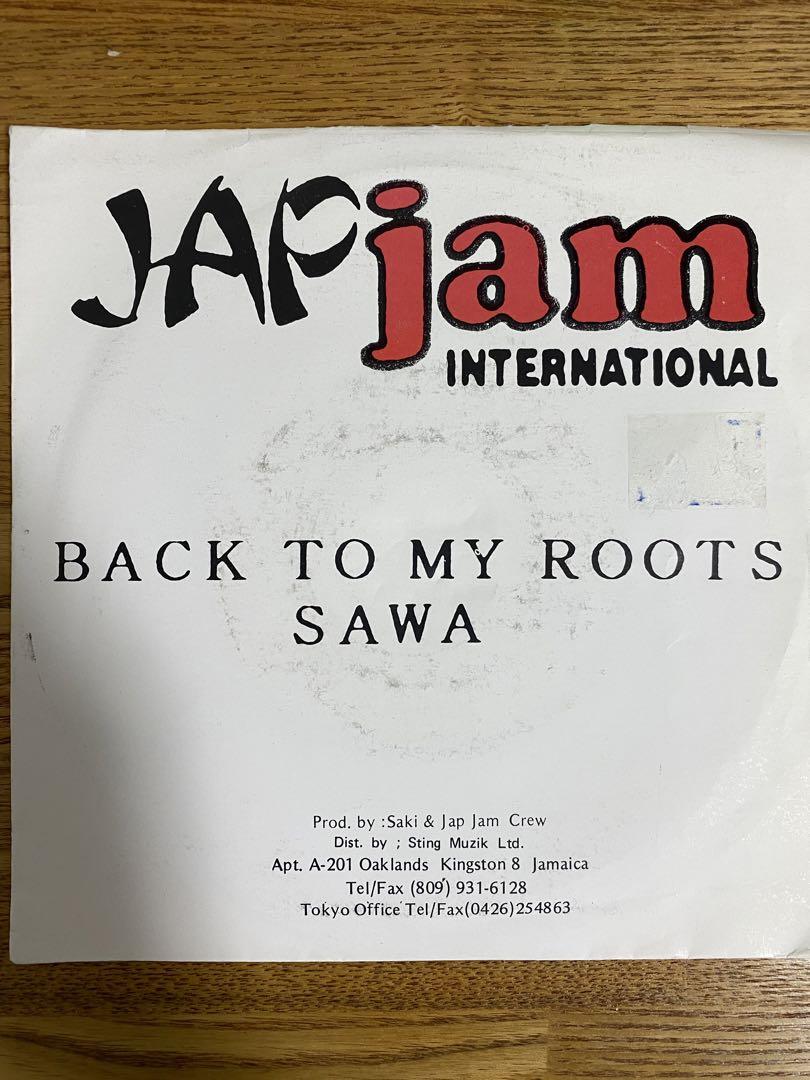 JAP jam
INTERNATIONAL
BACK TO MY ROOTS
SAWA
Prod. by :Saki & Jap Jam Crew
Dist. by ; Sting Muzik Ltd.
Apt. A-201 Oaklands Kingston 8 Jamaica
Tel/Fax (809) 931-6128
Tokyo Office Tel/Fax(0426)254863